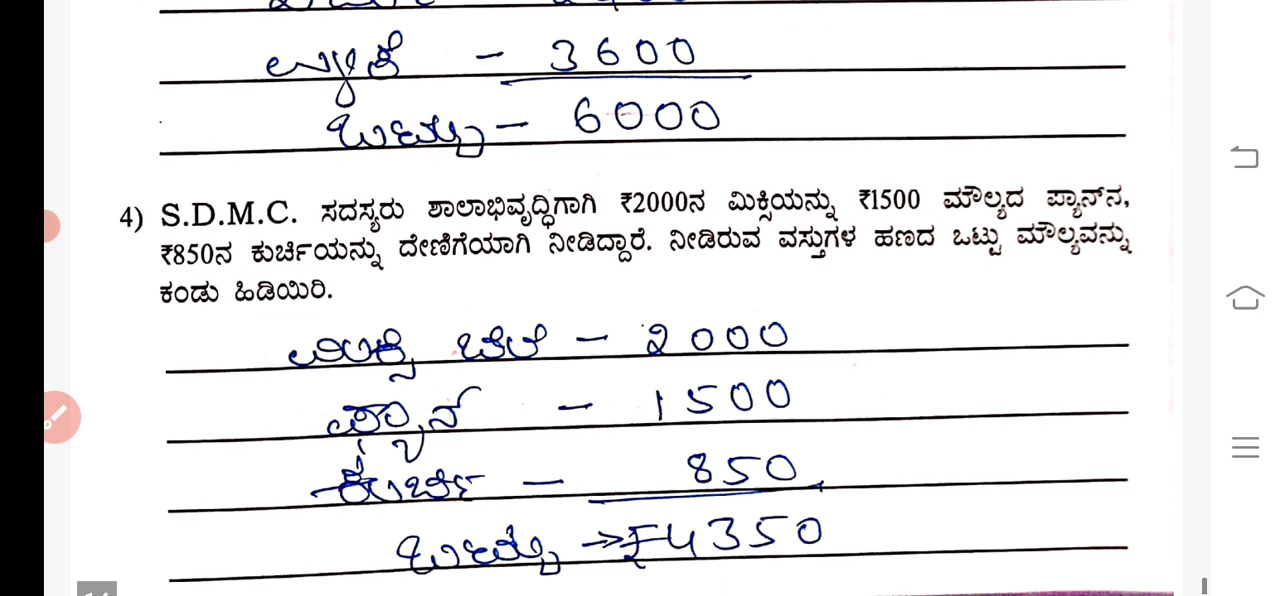 ಉಳಿಕೆ - 3600
ಒಟ್ಟು - 6000
4) S.D.M.C. ಸದಸ್ಯರು ಶಾಲಾಭಿವೃದ್ಧಿಗಾಗಿ ₹2000ನ ಮಿಕ್ಸಿಯನ್ನು ₹1500 ಮೌಲ್ಯದ ಪ್ಯಾನ್‌ನ,
₹850ನ ಕುರ್ಚಿಯನ್ನು ದೇಣಿಗೆಯಾಗಿ ನೀಡಿದ್ದಾರೆ. ನೀಡಿರುವ ವಸ್ತುಗಳ ಹಣದ ಒಟ್ಟು ಮೌಲ್ಯವನ್ನು
ಕಂಡು ಹಿಡಿಯಿರಿ.
ಮಿಕ್ಸಿ ಬೆಲೆ - 2000
ಪ್ಯಾನ್ - 1500
ಕುರ್ಚಿ - 850
ಒಟ್ಟು → ₹4350